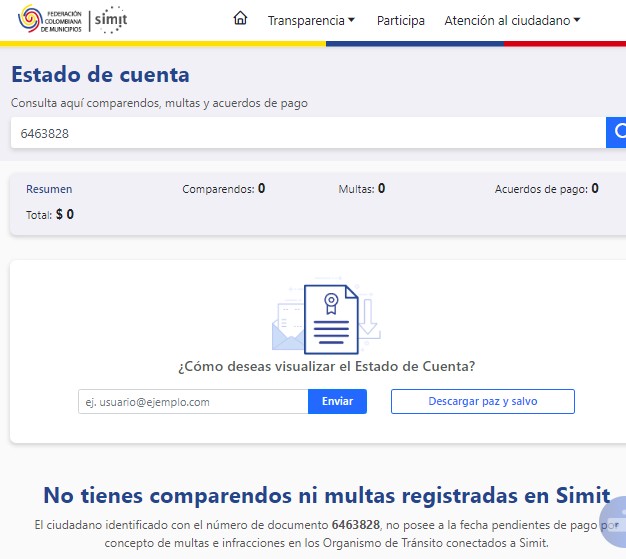 FEDERACIÓN
COLOMBIANA
DE MUNICIPIOS
simit
Transparencia Participa Atención al ciudadano
Estado de cuenta
Consulta aquí comparendos, multas y acuerdos de pago
6463828
Resumen Comparendos: 0 Multas: 0 Acuerdos de pago: 0
Total: $ 0
¿Cómo deseas visualizar el Estado de Cuenta?
ej. usuario@ejemplo.com Enviar Descargar paz y salvo
No tienes comparendos ni multas registradas en Simit
El ciudadano identificado con el número de documento 6463828, no posee a la fecha pendientes de pago por
concepto de multas e infracciones en los Organismo de Tránsito conectados a Simit.